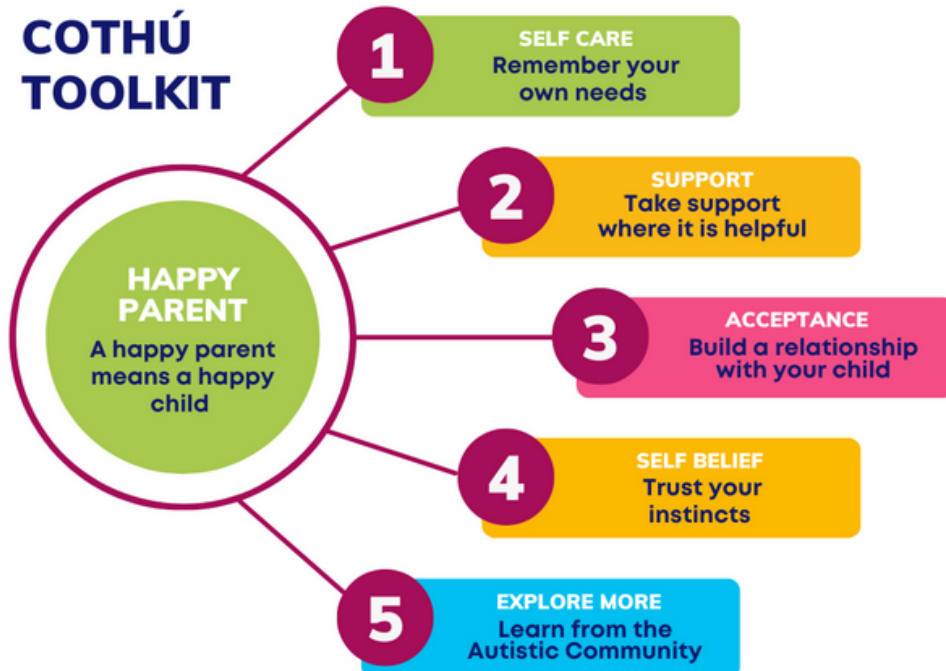 COTHÚ
TOOLKIT
HAPPY
PARENT
A happy parent
means a happy
child
1
SELF CARE
Remember your
own needs
2
SUPPORT
Take support
where it is helpful
3
ACCEPTANCE
Build a relationship
with your child
4
SELF BELIEF
Trust your
instincts
5
EXPLORE MORE
Learn from the
Autistic Community